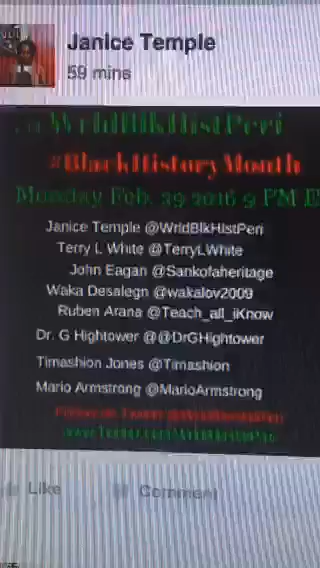 Janice Temple
59 mins
WrldBlkHistPeri
#BlackHistoryMonth
Monday Feb. 29 2016 9 PM E
Janice Temple @WrldBlkHistPeri
Terry L White @TerryLWhite
John Eagan @Sankofaheritage
Waka Desalegn @wakalov2009
Ruben Arana @Teach_all_iKnow
Dr. G Hightower @@DrGHightower
Timashion Jones @Timashion
Mario Armstrong @MarioArmstrong
Like Comment